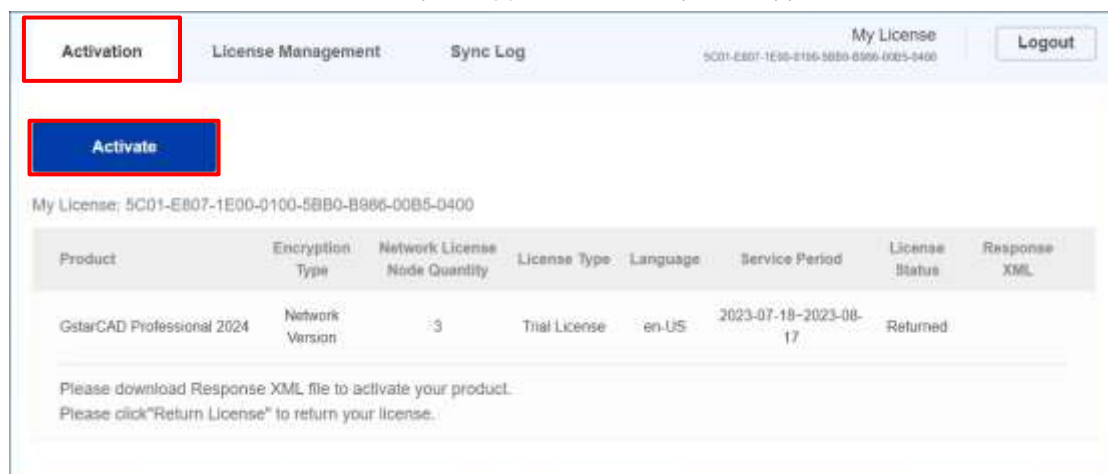 Activation License Management Sync Log My License Logout
Activate
My License: 5C01-E807-1E00-0100-5BB0-B986-00B5-0400
Product Encryption Type Network License Node Quantity License Type Language Service Period License Status Response XML
GstarCAD Professional 2024 Network Version 3 Trial License en-US 2023-07-18~2023-08-17 Returned
Please download Response XML file to activate your product.
Please click"Return License" to return your license.